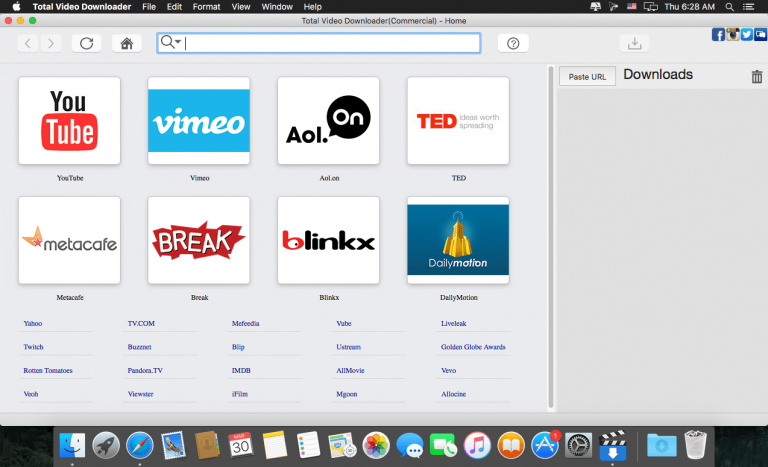 Total Video Downloader File Edit Format View Window Help Thu 6:28 AM
Total Video Downloader(Commercial) - Home
Paste URL Downloads
You Tube
vimeo
Aol. On
TED Ideas worth spreading
YouTube Vimeo Aol.on TED
metacafe
BREAK
blinkx
Dailymotion
Metacafe Break Blinkx DailyMotion
Yahoo TV.COM Mefeedia Vube Liveleak
Twitch Buzznet Blip Ustream Golden Globe Awards
Rotten Tomatoes Pandora.TV IMDB AllMovie Vevo
Veoh Viewster iFilm Mgoon Allocine
MAR
30
1